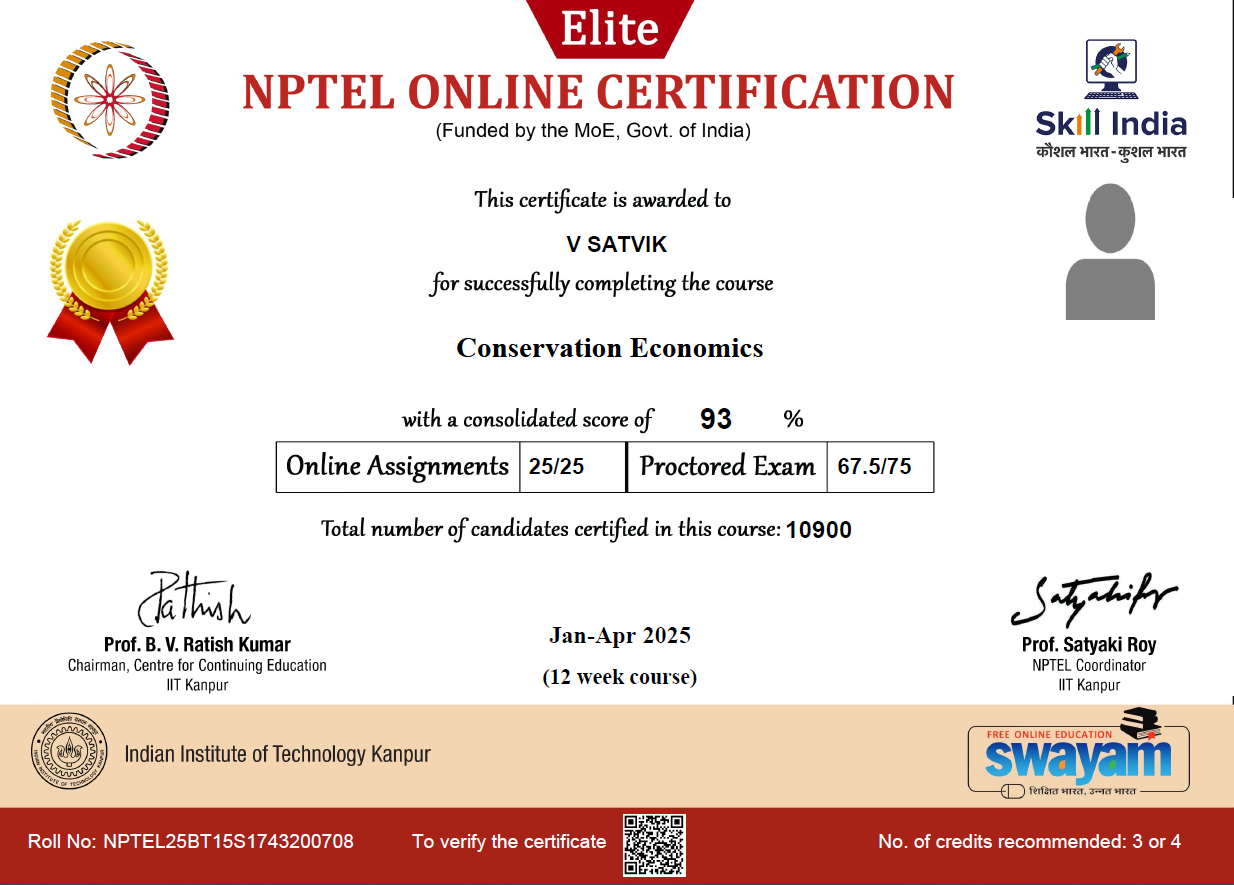 Elite
NPTEL ONLINE CERTIFICATION
(Funded by the MoE, Govt. of India)
Skill India
कौशल भारत - कुशल भारत
This certificate is awarded to
V SATVIK
for successfully completing the course
Conservation Economics
with a consolidated score of 93 %
Online Assignments 25/25 Proctored Exam 67.5/75
Total number of candidates certified in this course: 10900
Prof. B. V. Ratish Kumar
Chairman, Centre for Continuing Education
IIT Kanpur
Jan-Apr 2025
(12 week course)
Prof. Satyaki Roy
NPTEL Coordinator
IIT Kanpur
Indian Institute of Technology Kanpur
FREE ONLINE EDUCATION
swayam
शिक्षित भारत, उन्नत भारत
Roll No: NPTEL25BT15S1743200708
To verify the certificate
No. of credits recommended: 3 or 4